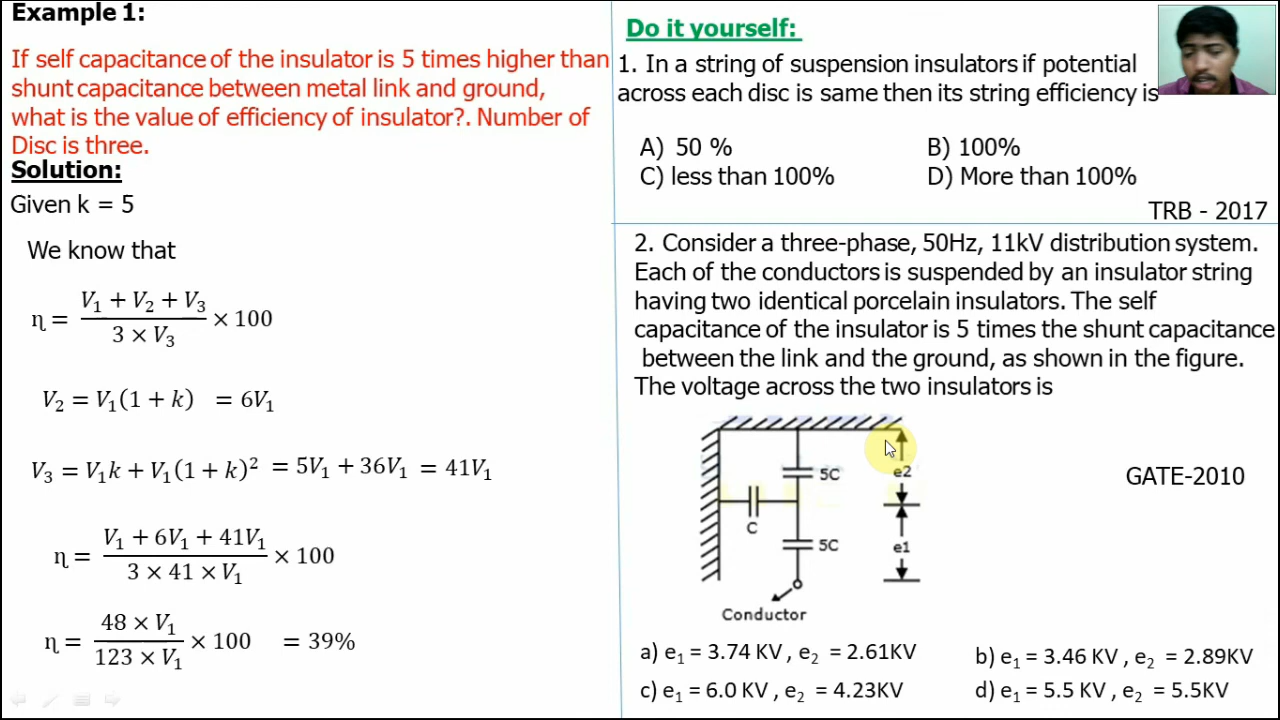 Example 1:
If self capacitance of the insulator is 5 times higher than
shunt capacitance between metal link and ground,
what is the value of efficiency of insulator?. Number of
Disc is three.
Solution:
Given k = 5
We know that
η = (V₁ + V₂ + V₃) / (3 × V₃) × 100
V₂ = V₁(1 + k) = 6V₁
V₃ = V₁k + V₁(1 + k)² = 5V₁ + 36V₁ = 41V₁
η = (V₁ + 6V₁ + 41V₁) / (3 × 41 × V₁) × 100
η = (48 × V₁) / (123 × V₁) × 100 = 39%
Do it yourself:
1. In a string of suspension insulators if potential
across each disc is same then its string efficiency is
A) 50 % B) 100%
C) less than 100% D) More than 100%
TRB - 2017
2. Consider a three-phase, 50Hz, 11kV distribution system.
Each of the conductors is suspended by an insulator string
having two identical porcelain insulators. The self
capacitance of the insulator is 5 times the shunt capacitance
between the link and the ground, as shown in the figure.
The voltage across the two insulators is
5C
e2
C
5C
e1
Conductor
GATE-2010
a) e₁ = 3.74 KV , e₂ = 2.61KV b) e₁ = 3.46 KV , e₂ = 2.89KV
c) e₁ = 6.0 KV , e₂ = 4.23KV d) e₁ = 5.5 KV , e₂ = 5.5KV